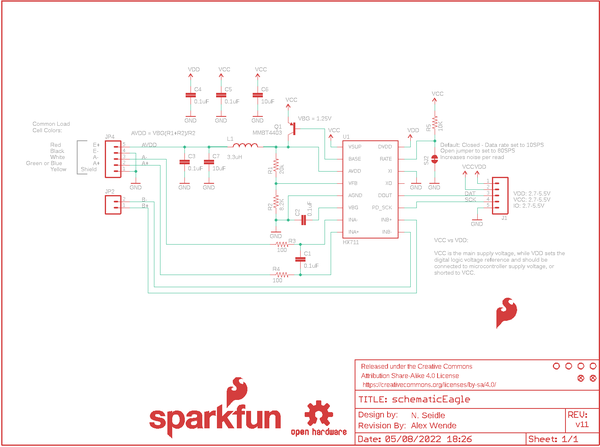 VDD
VCC
VCC
C4
0.1uF
C5
0.1uF
C6
10uF
GND
GND
GND
VCC
Q1
MMBT4403
VBG = 1.25V
VCC
R5
Common Load
Cell Colors:
JP4
AVDD = VBG(R1+R2)/R1
L1
3.3uH
VCC
U1
VDD
Red E+
Black E-
White A-
Green or Blue A+
Yellow Shield
AVDD
A-
A+
GND
C3
0.1uF
C7
10uF
GND
GND
R1
20k
R2
8.2K
GND
C2
0.1uF
VSUP
BASE
AVDD
VFB
AGND
VBG
INA-
INA+
DVDD
RATE
XI
XO
DOUT
PD_SCK
INB+
INB-
HX711
GND
GND
Default: Closed - Data rate set to 10SPS
Open jumper to set to 80SPS
Increases noise per read
VCC VDD
DAT
SCK
VDD: 2.7-5.5V
VCC: 2.7-5.5V
IO: 2.7-5.5V
GND
J1
R3
100
C1
0.1uF
R4
100
VCC vs VDD:
VCC is the main supply voltage, while VDD sets the
digital logic voltage reference and should be
connected to microcontroller supply voltage, or
shorted to VCC.
Released under the Creative Commons
Attribution Share-Alike 4.0 License
https://creativecommons.org/licenses/by-sa/4.0/
TITLE: schematicEagle
Design by: N. Seidle
Revision By: Alex Wende
REV:
v11
Date: 05/08/2022 18:26
Sheet: 1/1
sparkfun
open hardware